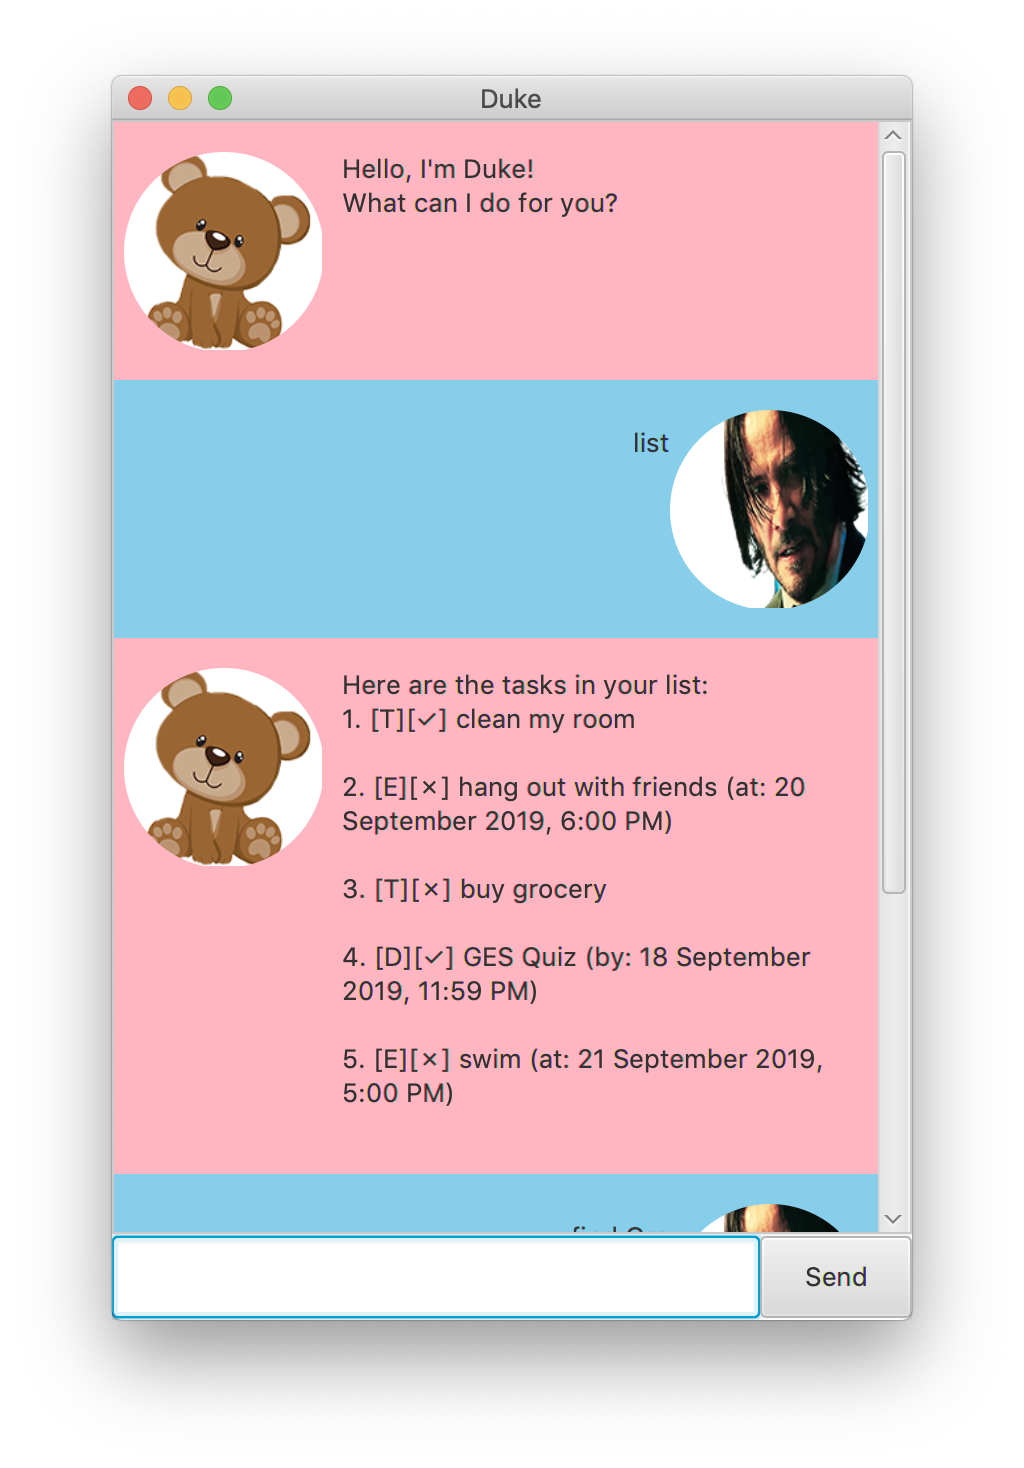 Duke
Hello, I'm Duke!
What can I do for you?
list
Here are the tasks in your list:
1. [T][✓] clean my room
2. [E][×] hang out with friends (at: 20
September 2019, 6:00 PM)
3. [T][×] buy grocery
4. [D][✓] GES Quiz (by: 18 September
2019, 11:59 PM)
5. [E][×] swim (at: 21 September 2019,
5:00 PM)
Send